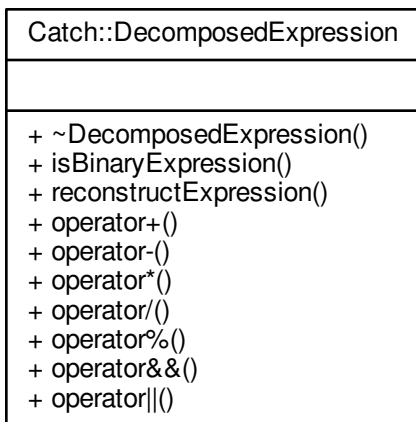 Catch::DecomposedExpression
+ ~DecomposedExpression()
+ isBinaryExpression()
+ reconstructExpression()
+ operator+()
+ operator-()
+ operator*()
+ operator/()
+ operator%()
+ operator&&()
+ operator||()